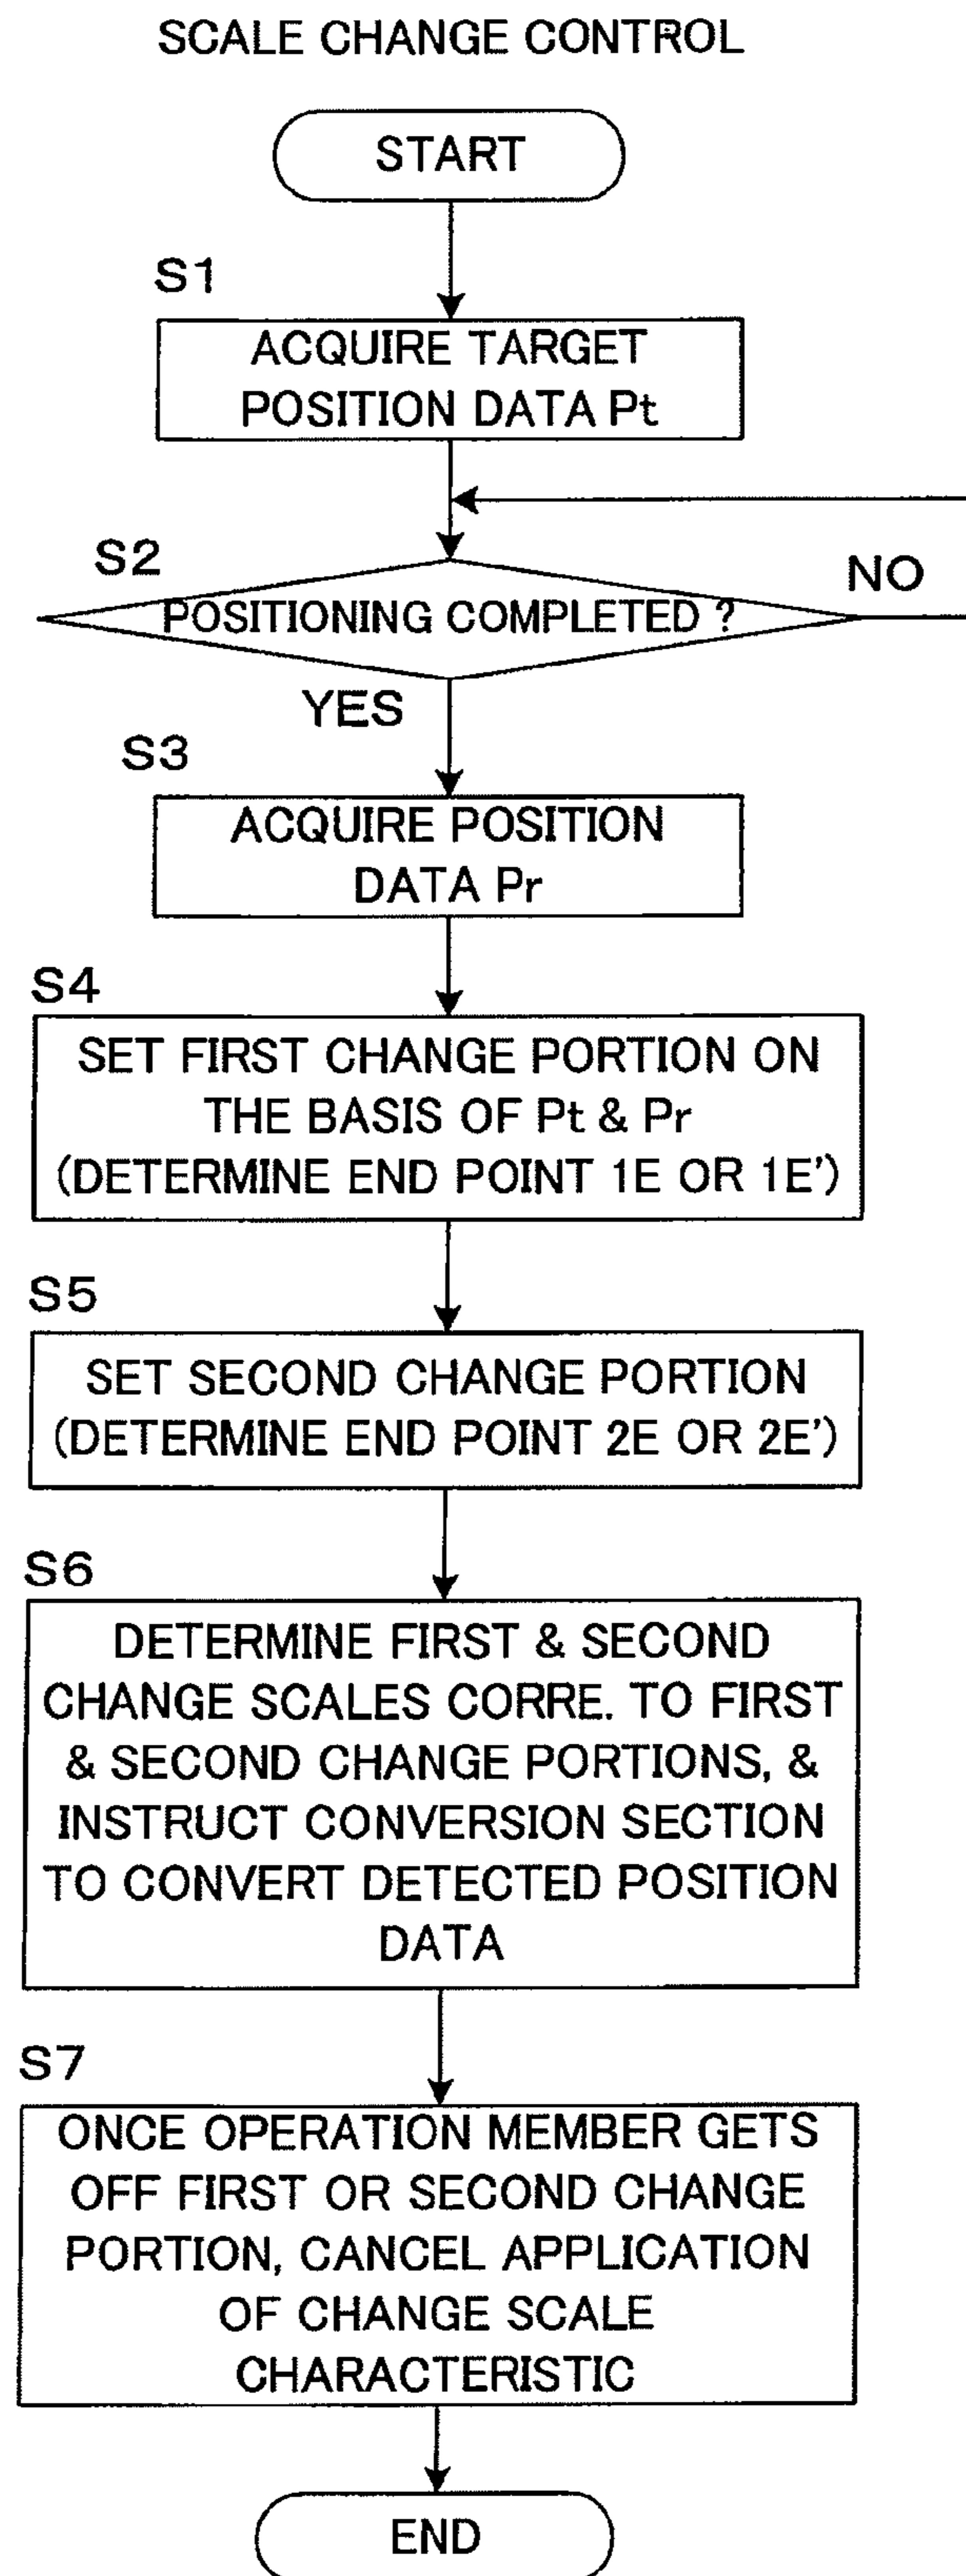 SCALE CHANGE CONTROL
START
S1
ACQUIRE TARGET
POSITION DATA Pt
S2
POSITIONING COMPLETED ?
NO
YES
S3
ACQUIRE POSITION
DATA Pr
S4
SET FIRST CHANGE PORTION ON
THE BASIS OF Pt & Pr
(DETERMINE END POINT 1E OR 1E')
S5
SET SECOND CHANGE PORTION
(DETERMINE END POINT 2E OR 2E')
S6
DETERMINE FIRST & SECOND
CHANGE SCALES CORRE. TO FIRST
& SECOND CHANGE PORTIONS, &
INSTRUCT CONVERSION SECTION
TO CONVERT DETECTED POSITION
DATA
S7
ONCE OPERATION MEMBER GETS
OFF FIRST OR SECOND CHANGE
PORTION, CANCEL APPLICATION
OF CHANGE SCALE
CHARACTERISTIC
END